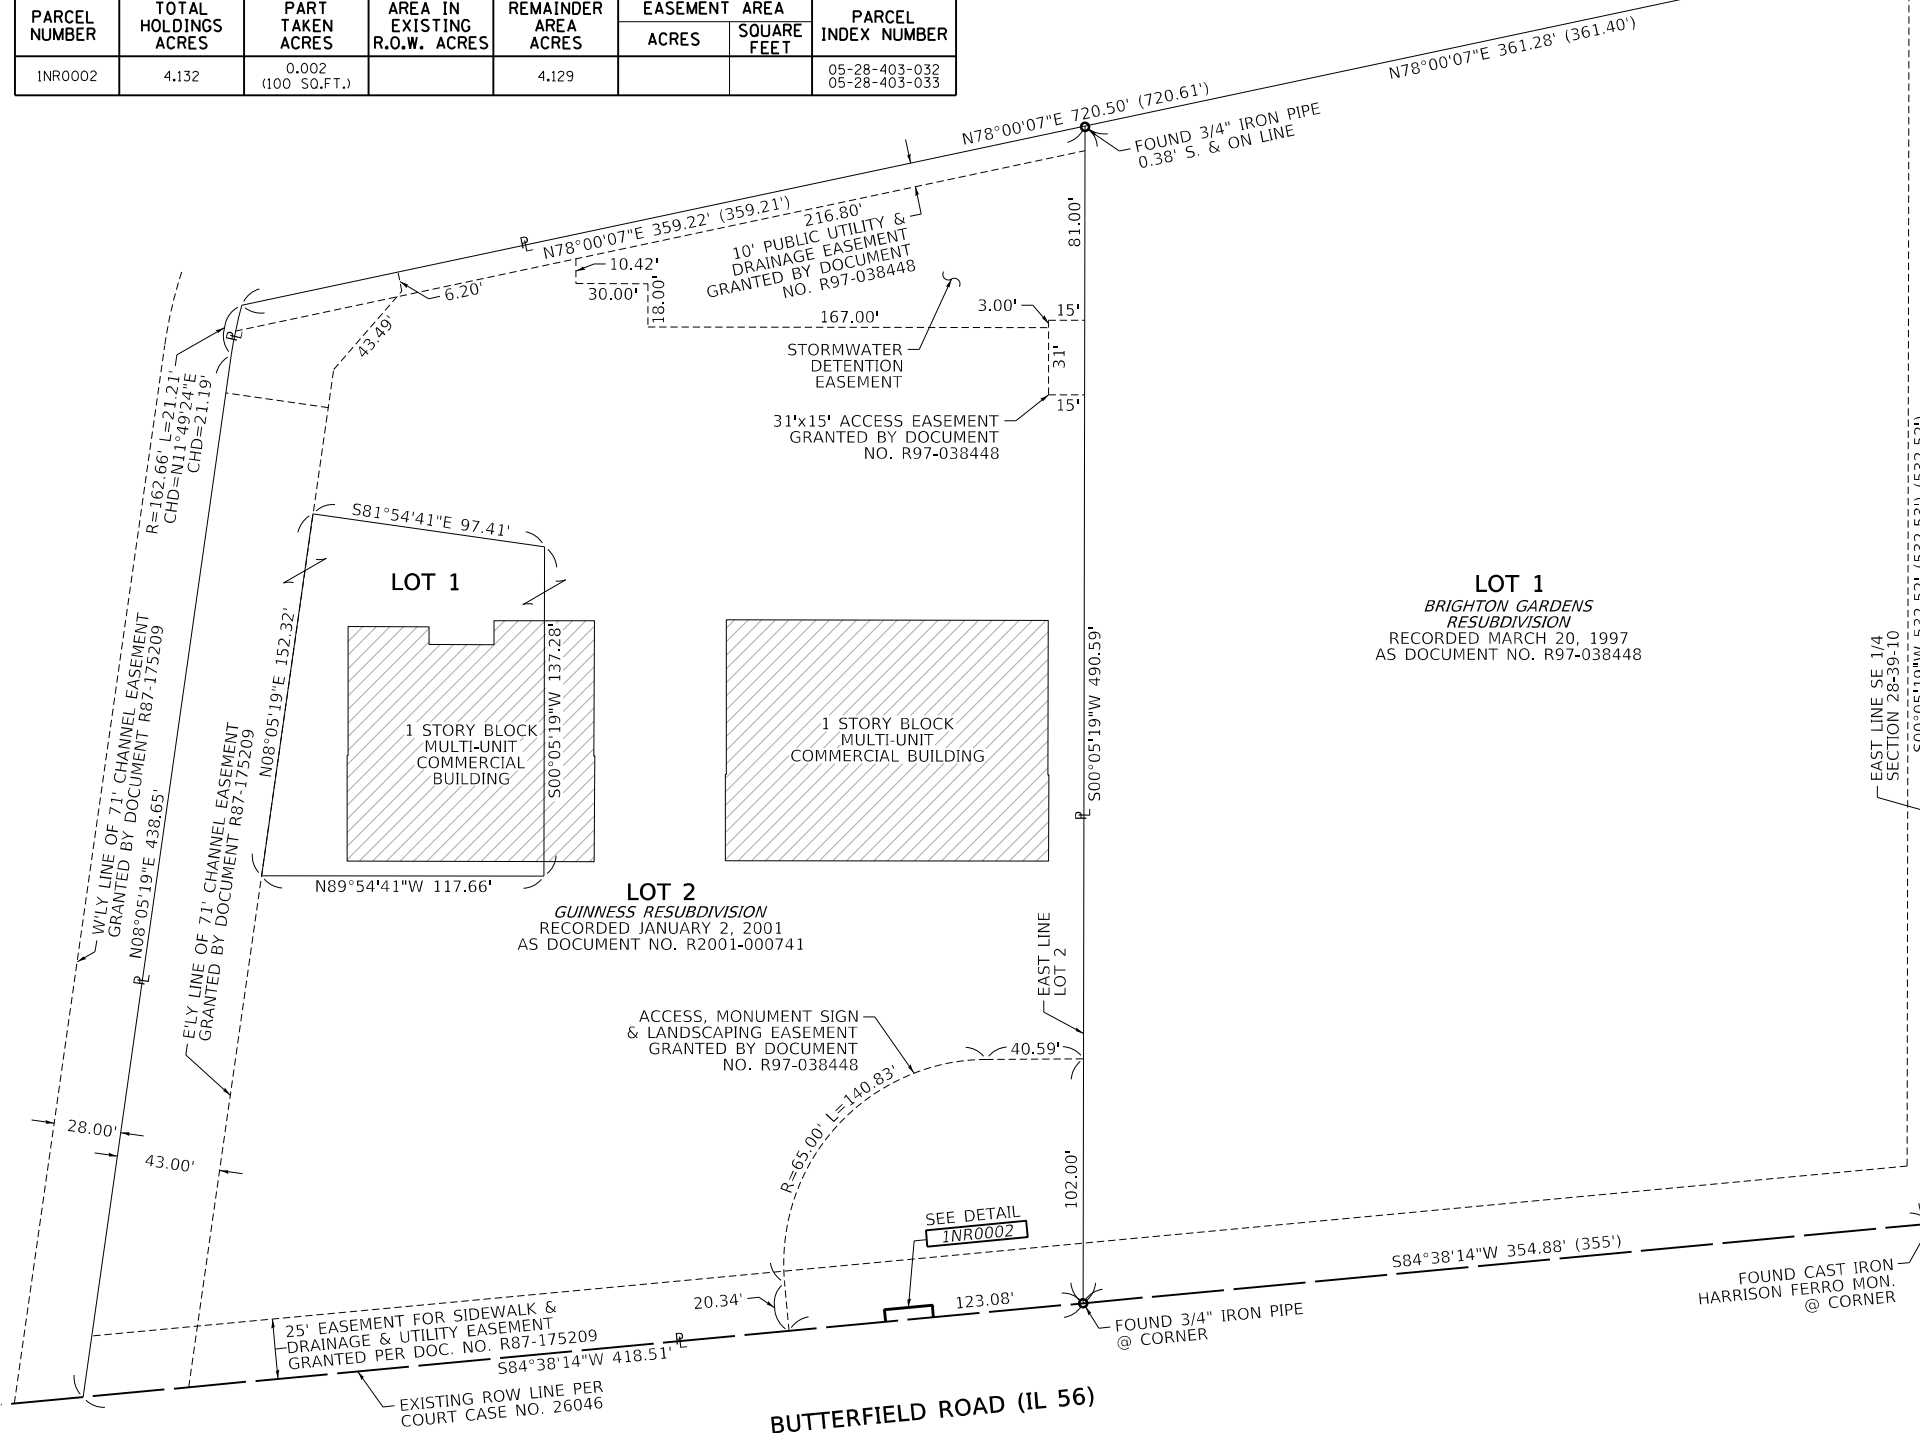 PARCEL
NUMBER
TOTAL
HOLDINGS
ACRES
PART
TAKEN
ACRES
AREA IN
EXISTING
R.O.W. ACRES
REMAINDER
AREA
ACRES
EASEMENT AREA
ACRES
SQUARE
FEET
PARCEL
INDEX NUMBER
1NR0002
4.132
0.002
(100 SQ.FT.)
4.129
05-28-403-032
05-28-403-033
N78°00'07"E 361.28' (361.40')
N78°00'07"E 720.50' (720.61')
FOUND 3/4" IRON PIPE
0.38' S. & ON LINE
N78°00'07"E 359.22' (359.21')
216.80'
10' PUBLIC UTILITY &
DRAINAGE EASEMENT
GRANTED BY DOCUMENT
NO. R97-038448
81.00'
10.42'
30.00'
18.00'
6.20'
43.49'
167.00'
3.00'
15'
31'
15'
STORMWATER
DETENTION
EASEMENT
31'x15' ACCESS EASEMENT
GRANTED BY DOCUMENT
NO. R97-038448
R=162.66' L=21.21'
CHD=N11°49'24"E
CHD=21.19'
S81°54'41"E 97.41'
LOT 1
N08°05'19"E 152.32'
S00°05'19"W 137.28'
1 STORY BLOCK
MULTI-UNIT
COMMERCIAL
BUILDING
1 STORY BLOCK
MULTI-UNIT
COMMERCIAL BUILDING
S00°05'19"W 490.59'
LOT 1
BRIGHTON GARDENS
RESUBDIVISION
RECORDED MARCH 20, 1997
AS DOCUMENT NO. R97-038448
EAST LINE SE 1/4
SECTION 28-39-10
S00°05'19"W 532.52' (532.53') (532.52')
W'LY LINE OF 71' CHANNEL EASEMENT
GRANTED BY DOCUMENT R87-175209
N08°05'19"E 438.65'
E'LY LINE OF 71' CHANNEL EASEMENT
GRANTED BY DOCUMENT R87-175209
N89°54'41"W 117.66'
LOT 2
GUINNESS RESUBDIVISION
RECORDED JANUARY 2, 2001
AS DOCUMENT NO. R2001-000741
EAST LINE
LOT 2
ACCESS, MONUMENT SIGN
& LANDSCAPING EASEMENT
GRANTED BY DOCUMENT
NO. R97-038448
40.59'
R=65.00' L=140.83'
102.00'
28.00'
43.00'
SEE DETAIL
1NR0002
20.34'
123.08'
S84°38'14"W 354.88' (355')
FOUND CAST IRON
HARRISON FERRO MON.
@ CORNER
FOUND 3/4" IRON PIPE
@ CORNER
25' EASEMENT FOR SIDEWALK &
DRAINAGE & UTILITY EASEMENT
GRANTED PER DOC. NO. R87-175209
S84°38'14"W 418.51'
EXISTING ROW LINE PER
COURT CASE NO. 26046
BUTTERFIELD ROAD (IL 56)